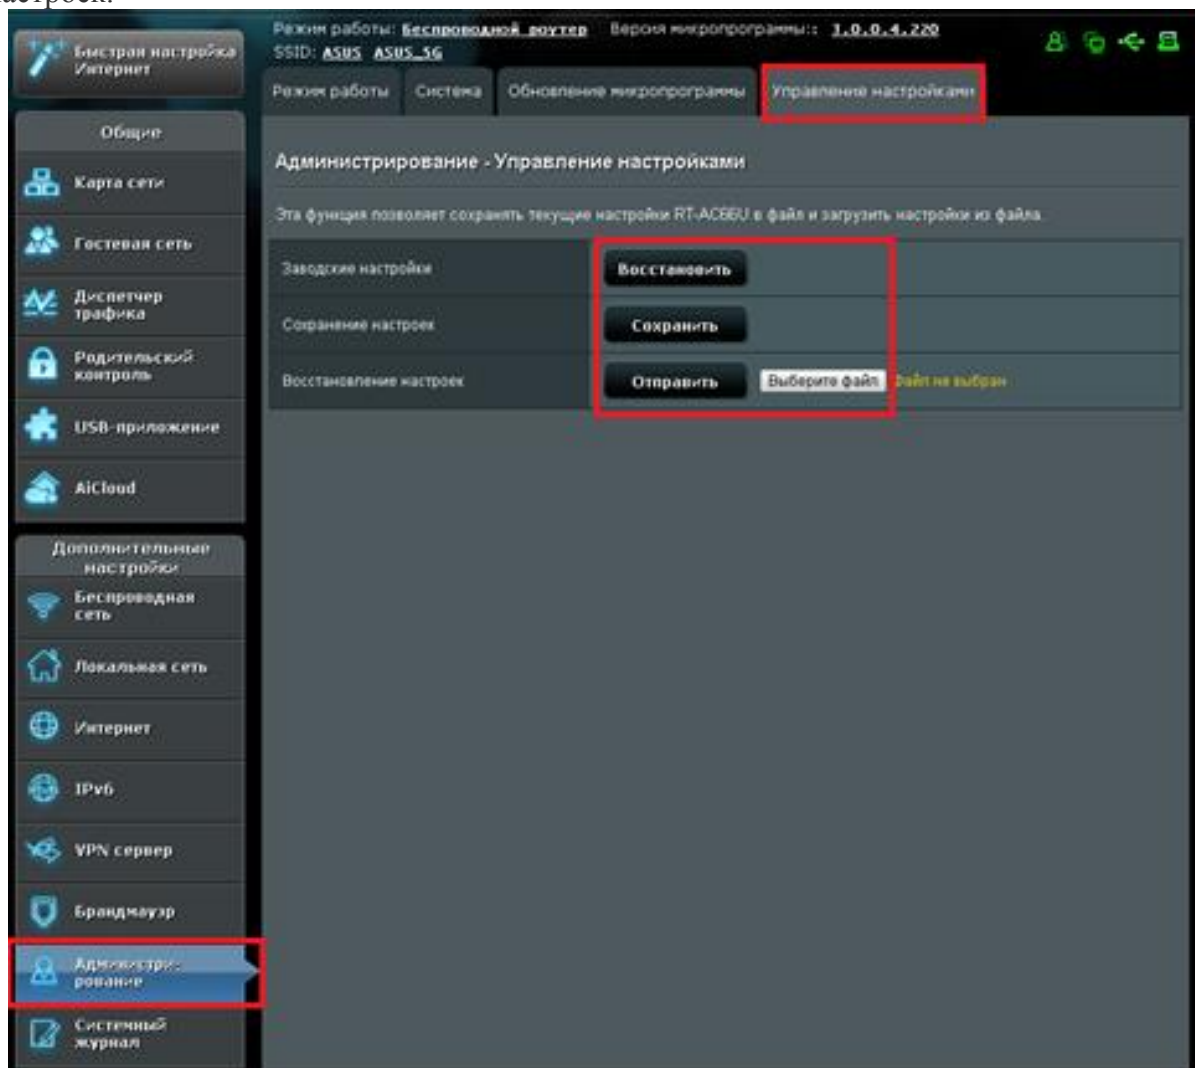 настроек.
Режим работы: Беспроводной роутер Версия микропрограммы:: 3.0.0.4.220
SSID: ASUS ASUS_5G
Быстрая настройка
Интернет
Режим работы Система Обновление микропрограммы Управление настройками
Общие
Карта сети
Гостевая сеть
Диспетчер
трафика
Родительский
контроль
USB-приложение
AiCloud
Дополнительные
настройки
Беспроводная
сеть
Локальная сеть
Интернет
IPv6
VPN сервер
Брандмауэр
Администри-
рование
Системный
журнал
Администрирование - Управление настройками
Эта функция позволяет сохранять текущие настройки RT-AC66U в файл и загрузить настройки из файла.
Заводские настройки Восстановить
Сохранение настроек Сохранить
Восстановление настроек Отправить Выберите файл Файл не выбран